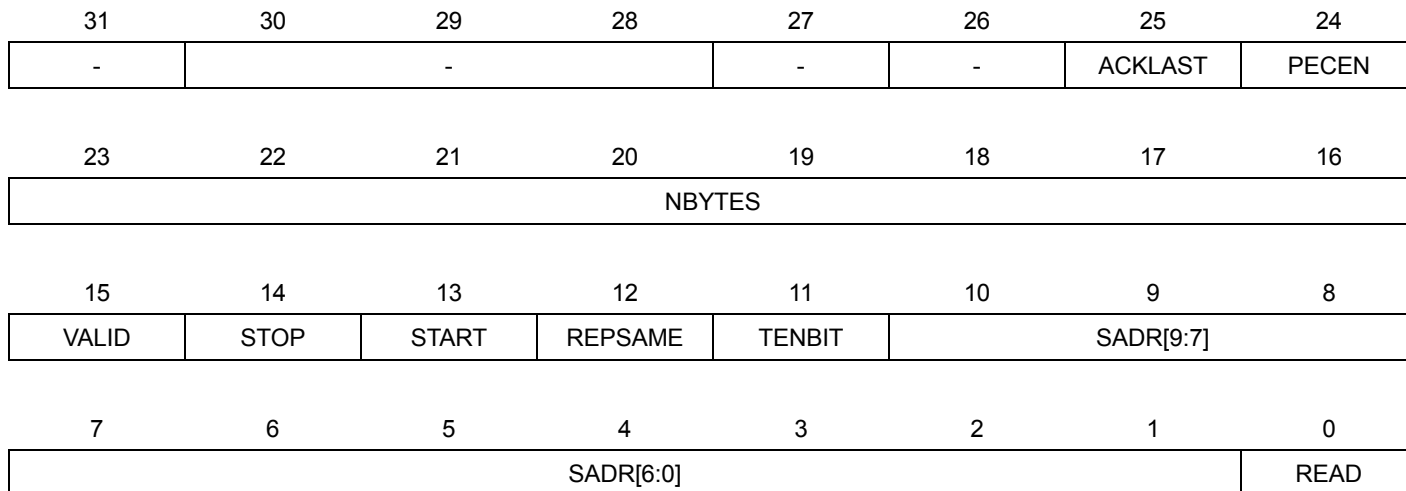 31 30 29 28 27 26 25 24
- - - - ACKLAST PECEN
23 22 21 20 19 18 17 16
NBYTES
15 14 13 12 11 10 9 8
VALID STOP START REPSAME TENBIT SADR[9:7]
7 6 5 4 3 2 1 0
SADR[6:0] READ